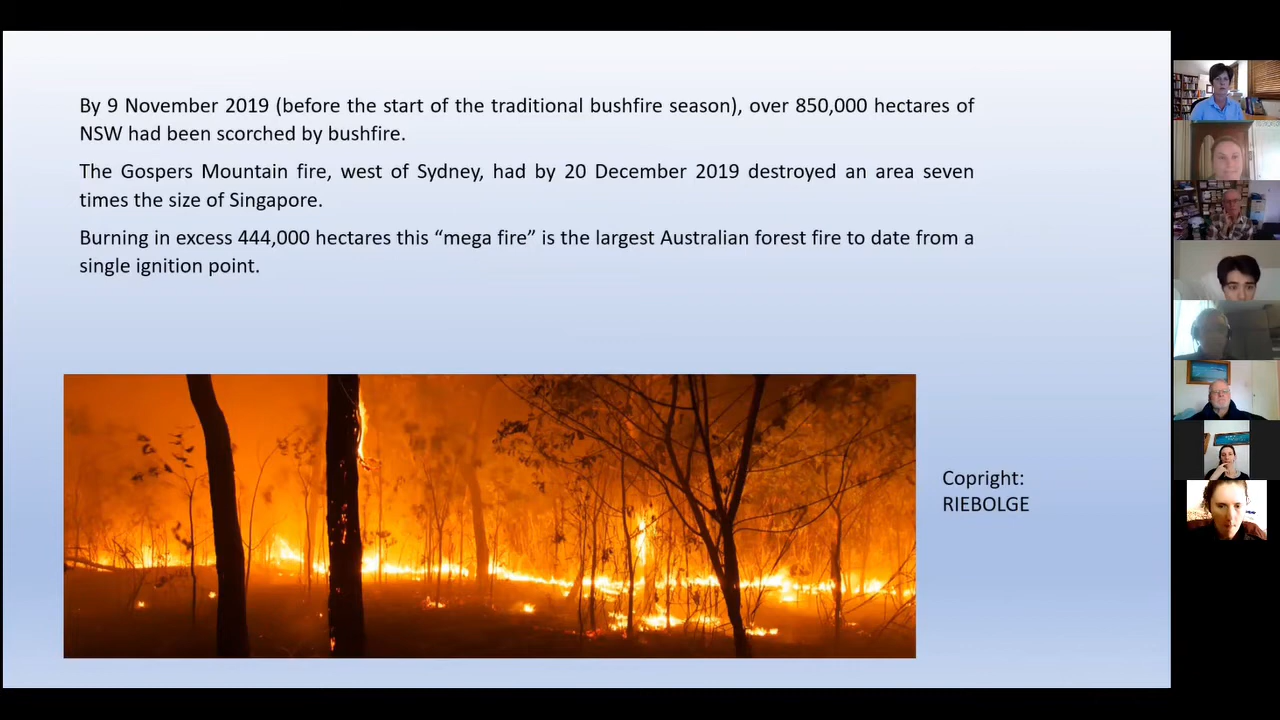 By 9 November 2019 (before the start of the traditional bushfire season), over 850,000 hectares of
NSW had been scorched by bushfire.
The Gospers Mountain fire, west of Sydney, had by 20 December 2019 destroyed an area seven
times the size of Singapore.
Burning in excess 444,000 hectares this “mega fire” is the largest Australian forest fire to date from a
single ignition point.
Copright:
RIEBOLGE